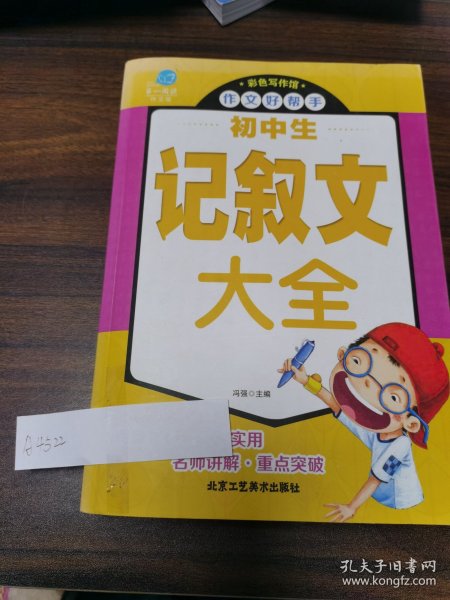 彩色写作馆
作文好帮手
初中生
记叙文
大全
冯强○主编
实用
名师讲解·重点突破
北京工艺美术出版社
孔夫子旧书网
www.kongfz.com